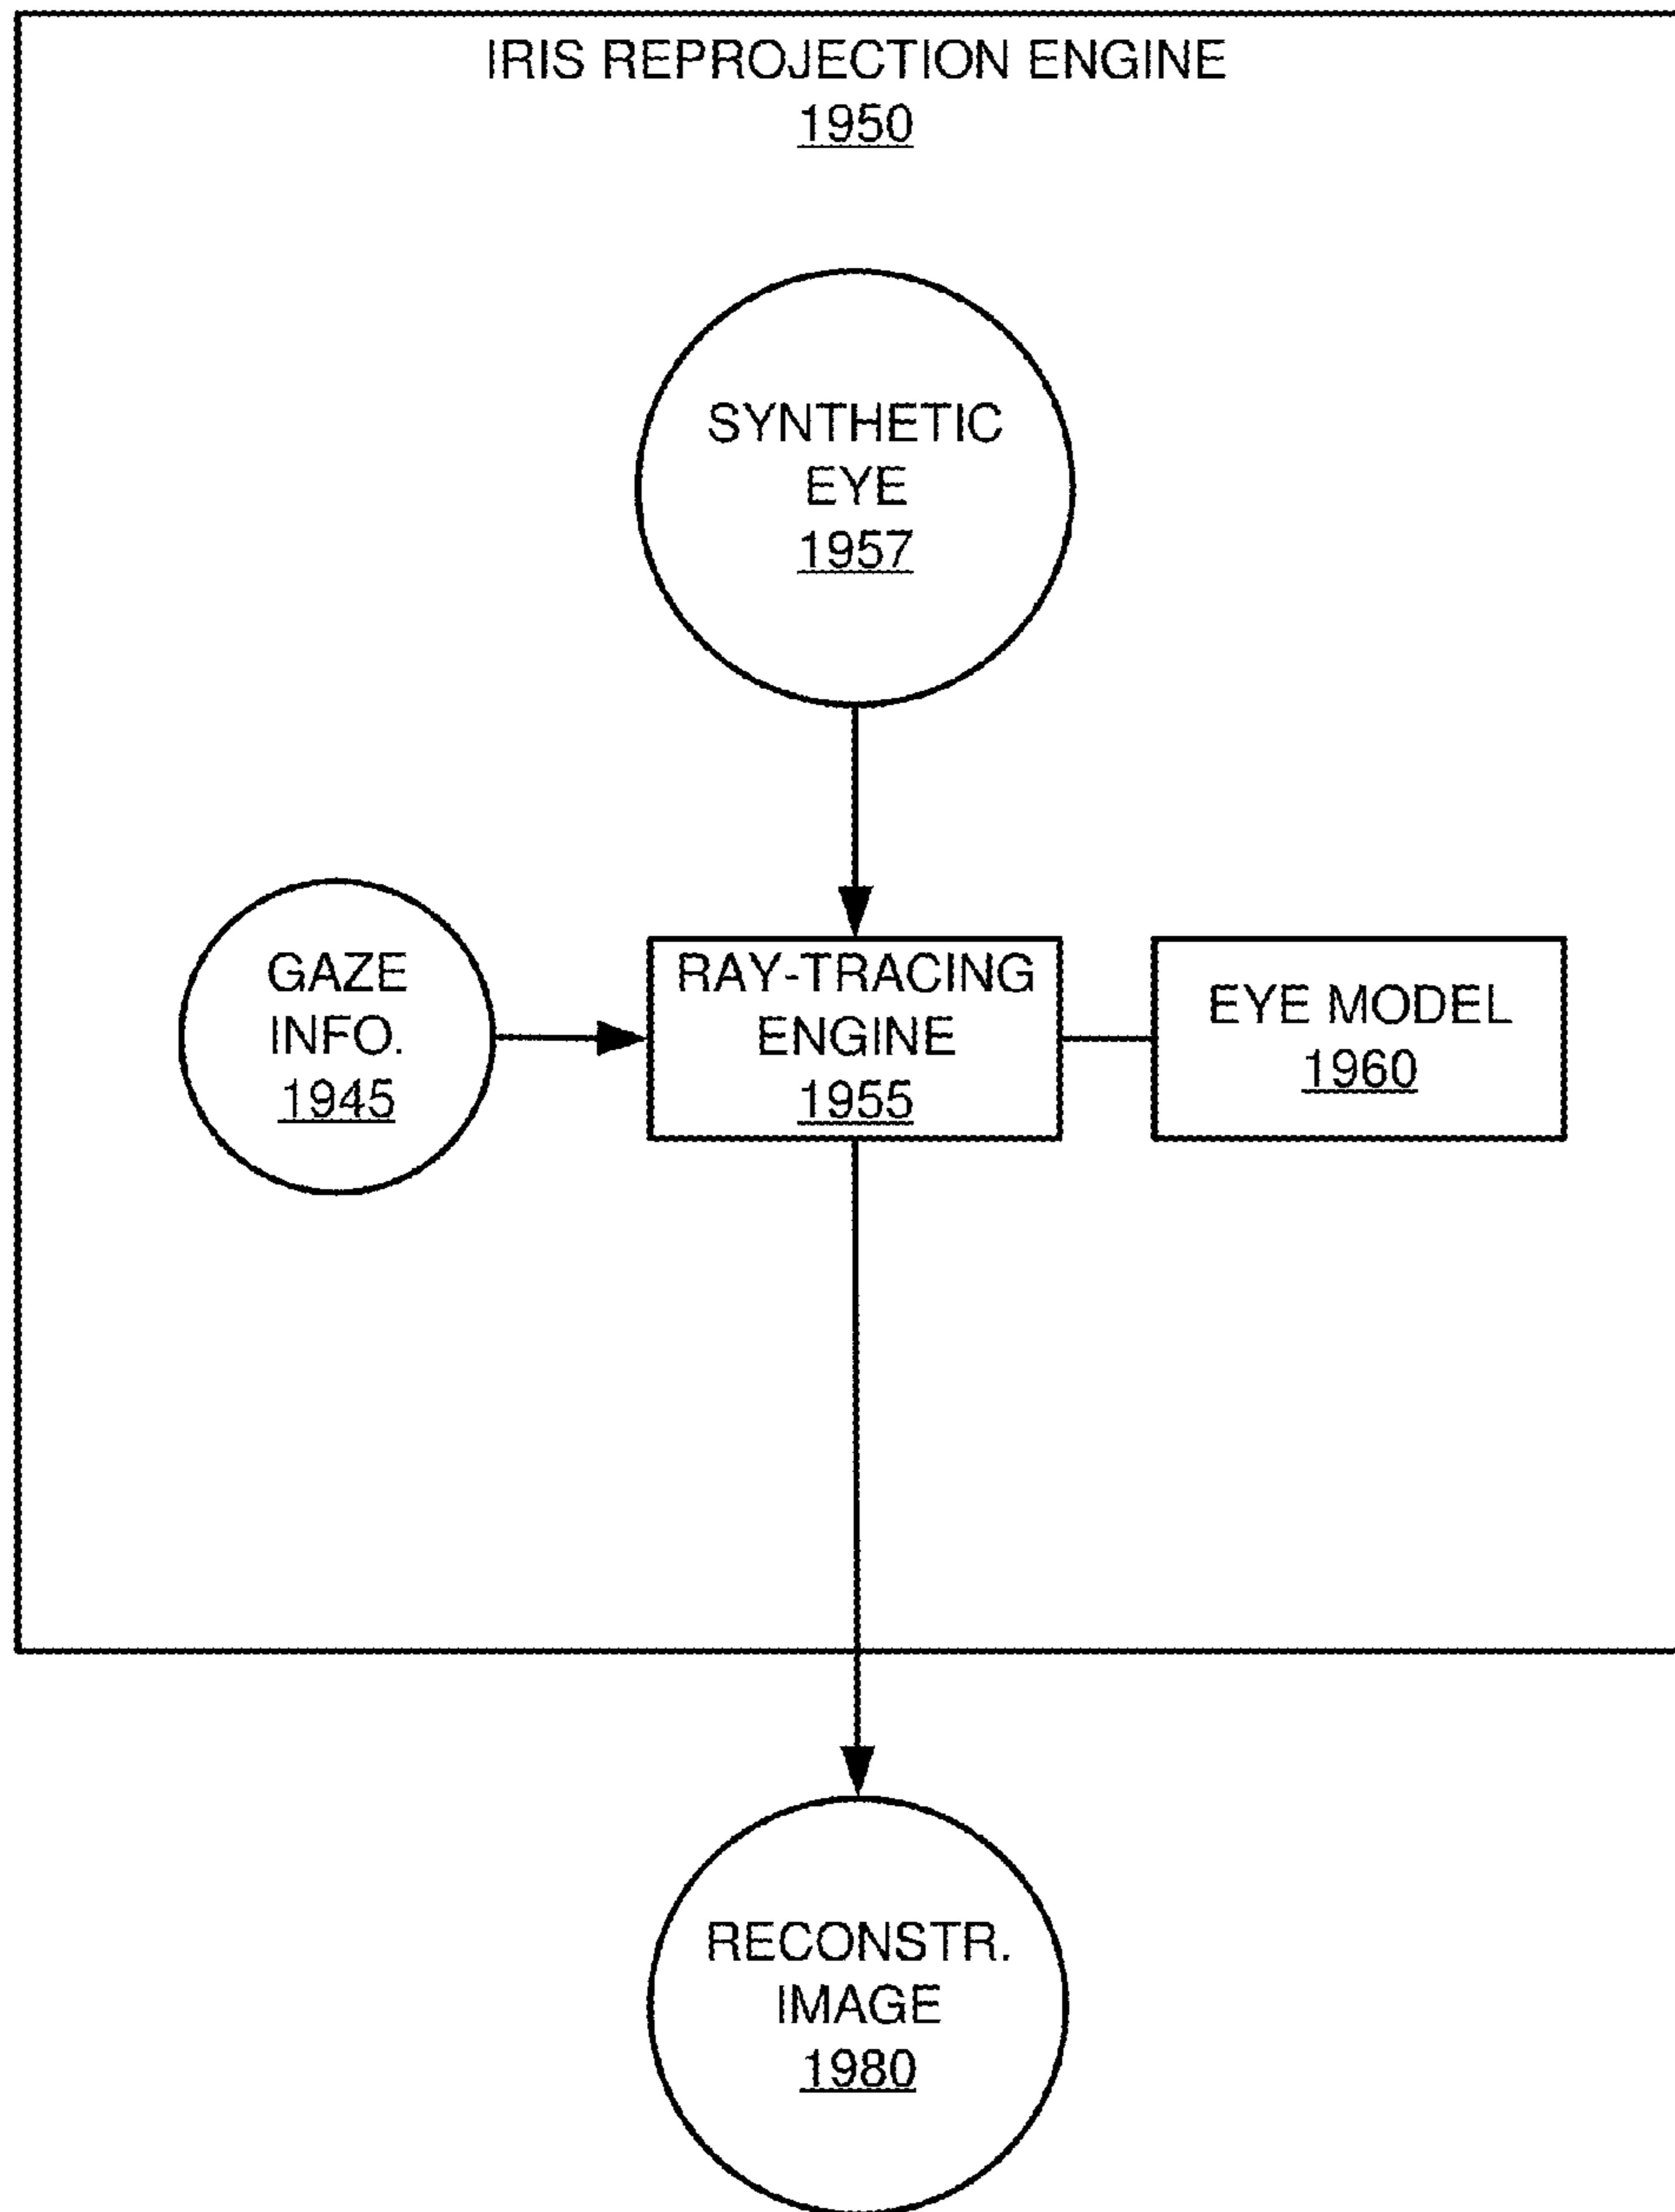 IRIS REPROJECTION ENGINE
1950
SYNTHETIC
EYE
1957
GAZE
INFO.
1945
RAY-TRACING
ENGINE
1955
EYE MODEL
1960
RECONSTR.
IMAGE
1980